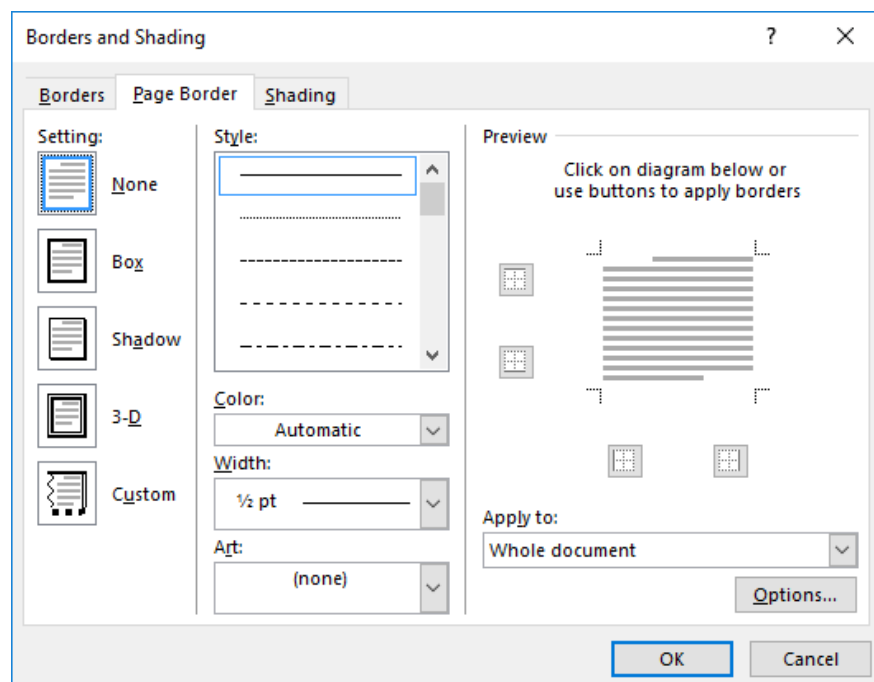 Borders and Shading
?
Borders
Page Border
Shading
Setting:
None
Box
Shadow
3-D
Custom
Style:
Color:
Automatic
Width:
½ pt
Art:
(none)
Preview
Click on diagram below or
use buttons to apply borders
Apply to:
Whole document
Options...
OK
Cancel